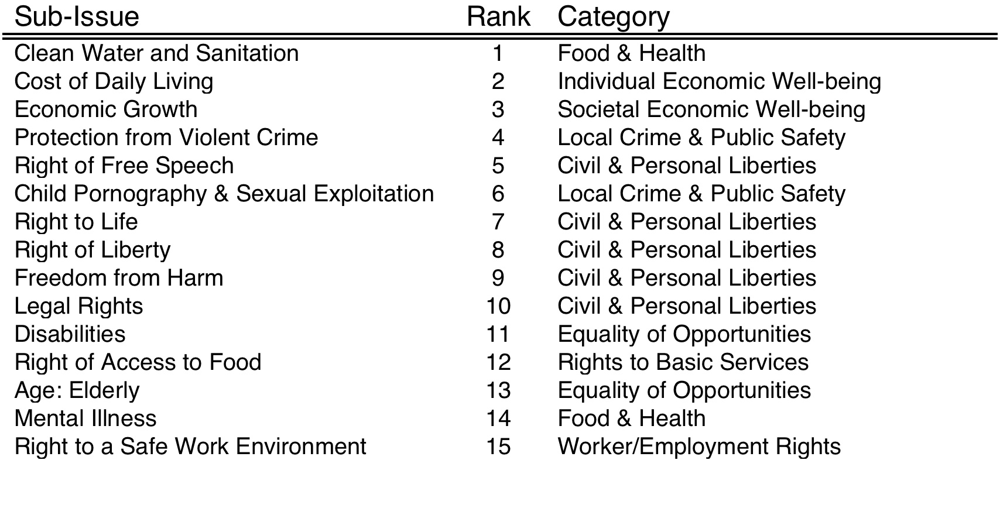 Sub-Issue Rank Category
Clean Water and Sanitation 1 Food & Health
Cost of Daily Living 2 Individual Economic Well-being
Economic Growth 3 Societal Economic Well-being
Protection from Violent Crime 4 Local Crime & Public Safety
Right of Free Speech 5 Civil & Personal Liberties
Child Pornography & Sexual Exploitation 6 Local Crime & Public Safety
Right to Life 7 Civil & Personal Liberties
Right of Liberty 8 Civil & Personal Liberties
Freedom from Harm 9 Civil & Personal Liberties
Legal Rights 10 Civil & Personal Liberties
Disabilities 11 Equality of Opportunities
Right of Access to Food 12 Rights to Basic Services
Age: Elderly 13 Equality of Opportunities
Mental Illness 14 Food & Health
Right to a Safe Work Environment 15 Worker/Employment Rights